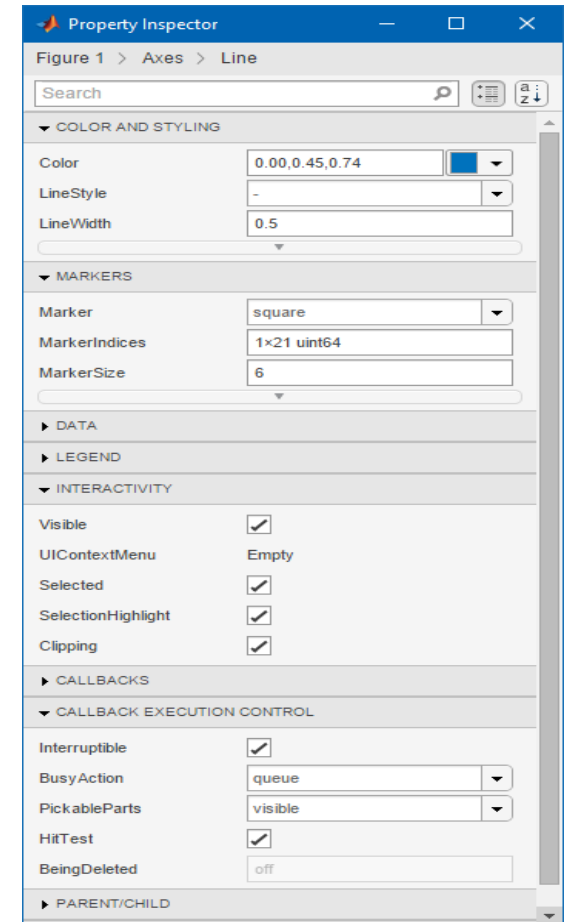 Property Inspector
Figure 1 > Axes > Line
Search
a
z
COLOR AND STYLING
Color 0.00,0.45,0.74
LineStyle -
LineWidth 0.5
MARKERS
Marker square
MarkerIndices 1×21 uint64
MarkerSize 6
DATA
LEGEND
INTERACTIVITY
Visible
UIContextMenu Empty
Selected
SelectionHighlight
Clipping
CALLBACKS
CALLBACK EXECUTION CONTROL
Interruptible
BusyAction queue
PickableParts visible
HitTest
BeingDeleted off
PARENT/CHILD